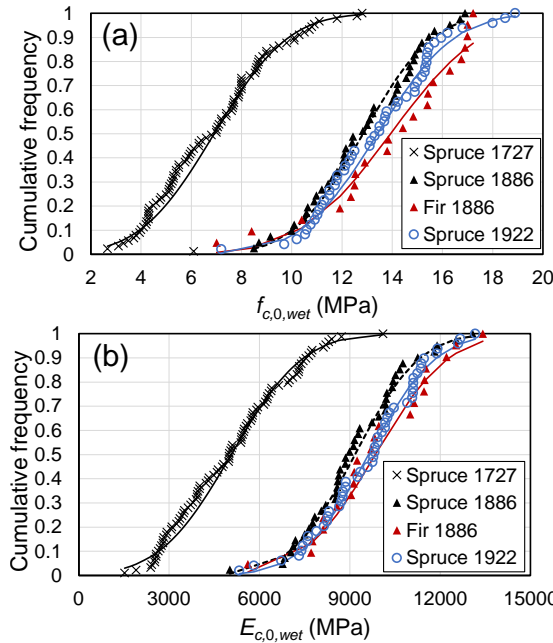 (a)
Cumulative frequency
1
0.9
0.8
0.7
0.6
0.5
0.4
0.3
0.2
0.1
0
Spruce 1727
Spruce 1886
Fir 1886
Spruce 1922
2 4 6 8 10 12 14 16 18 20
f_c,0,wet (MPa)
(b)
Cumulative frequency
1
0.9
0.8
0.7
0.6
0.5
0.4
0.3
0.2
0.1
0
Spruce 1727
Spruce 1886
Fir 1886
Spruce 1922
0 3000 6000 9000 12000 15000
E_c,0,wet (MPa)